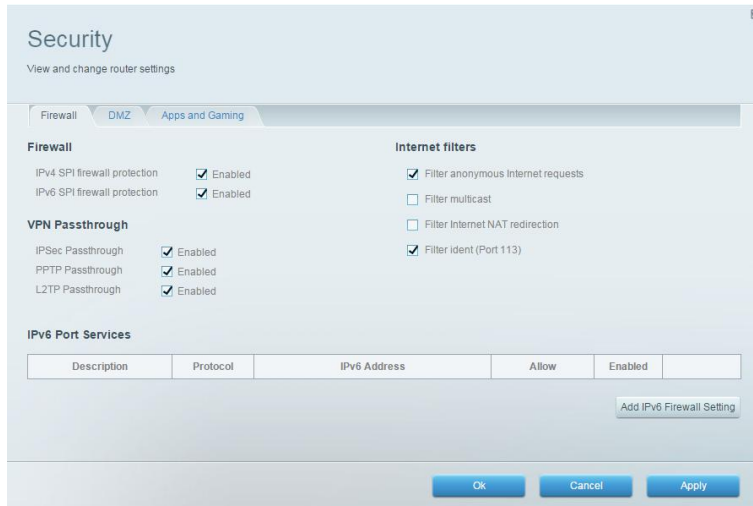 Security
View and change router settings
Firewall
DMZ
Apps and Gaming
Firewall
IPv4 SPI firewall protection
Enabled
IPv6 SPI firewall protection
Enabled
VPN Passthrough
IPSec Passthrough
Enabled
PPTP Passthrough
Enabled
L2TP Passthrough
Enabled
Internet filters
Filter anonymous Internet requests
Filter multicast
Filter Internet NAT redirection
Filter ident (Port 113)
IPv6 Port Services
Description Protocol IPv6 Address Allow Enabled
Add IPv6 Firewall Setting
Ok Cancel Apply